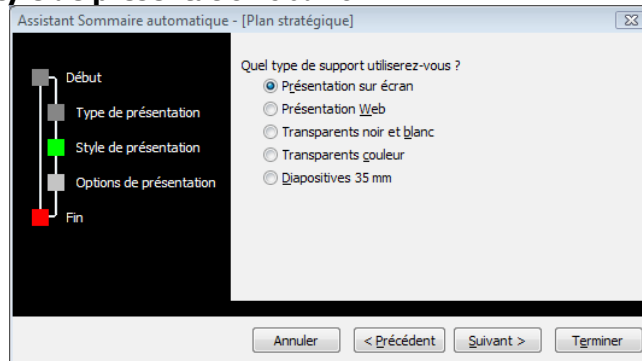 Assistant Sommaire automatique - [Plan stratégique]
Début
Type de présentation
Style de présentation
Options de présentation
Fin
Quel type de support utiliserez-vous ?
Présentation sur écran
Présentation Web
Transparents noir et blanc
Transparents couleur
Diapositives 35 mm
Annuler
< Précédent
Suivant >
Terminer